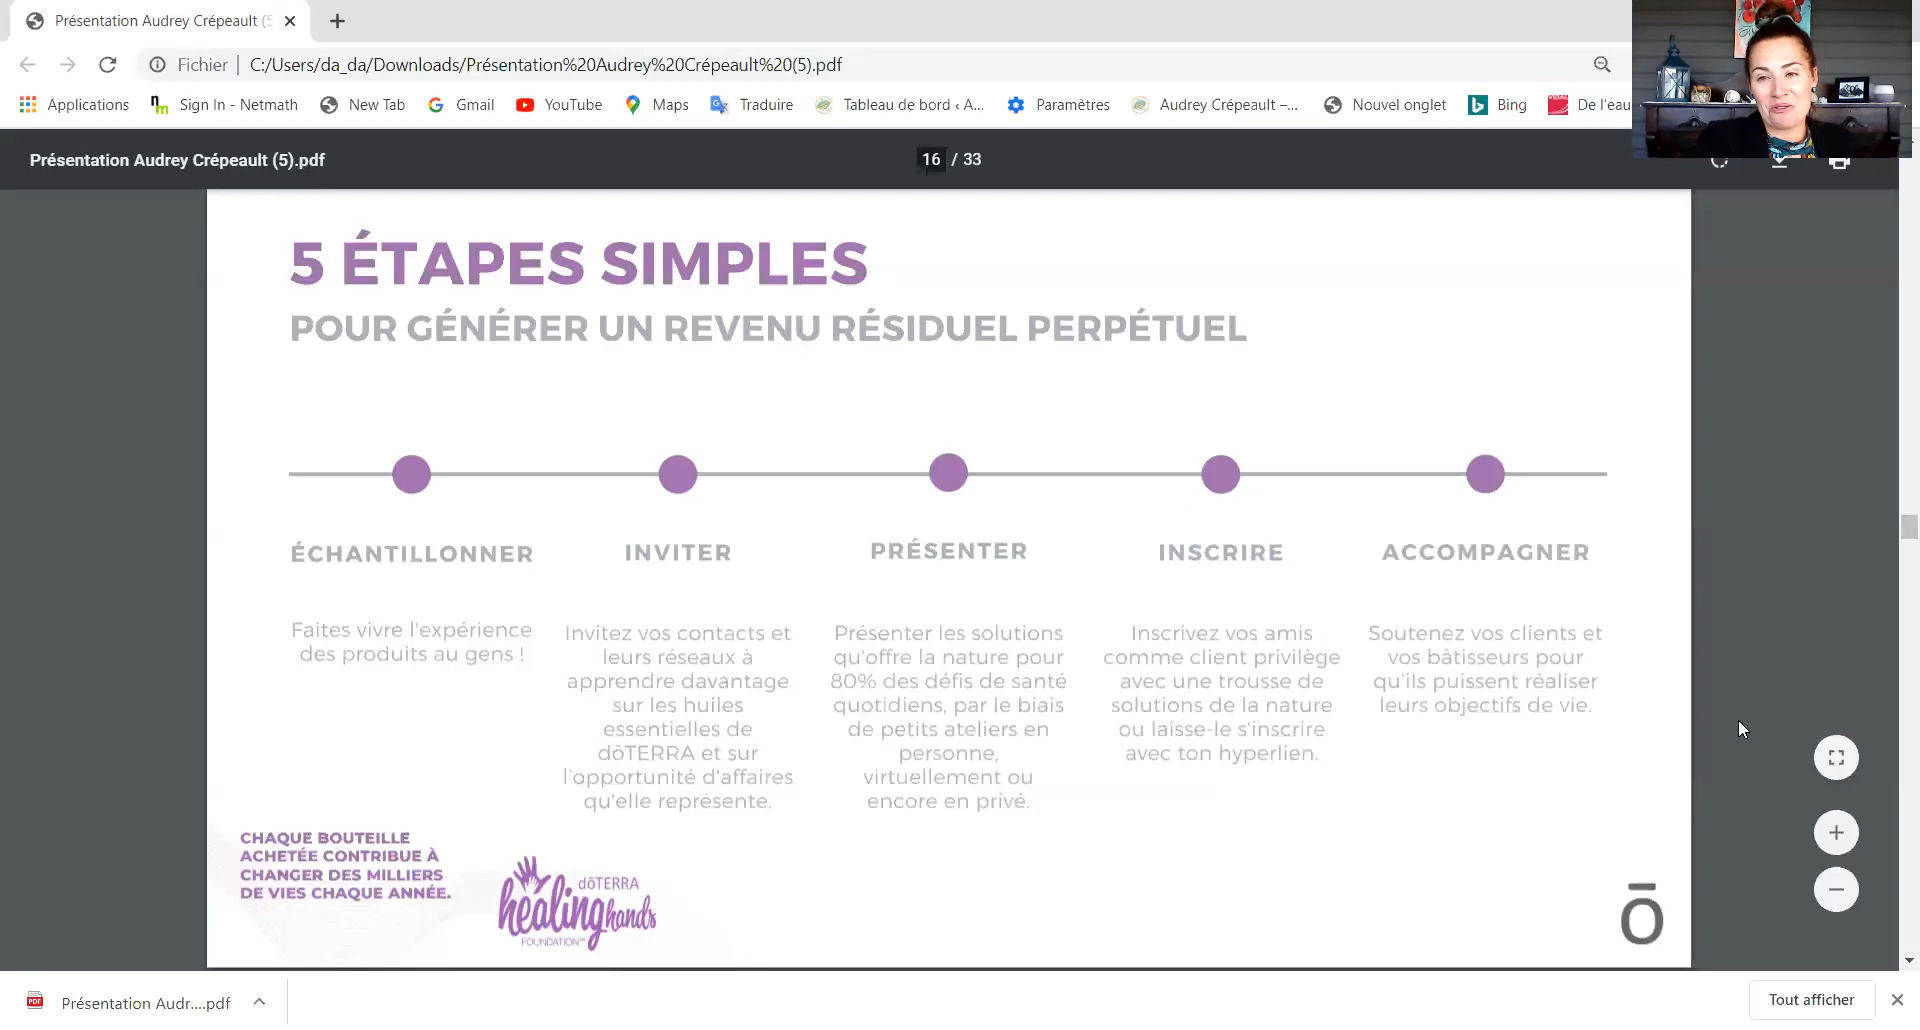 Présentation Audrey Crépeault (5
Fichier | C:/Users/da_da/Downloads/Présentation%20Audrey%20Crépeault%20(5).pdf
Applications nm Sign In - Netmath New Tab Gmail YouTube Maps Traduire Tableau de bord ‹ A... Paramètres Audrey Crépeault –... Nouvel onglet Bing De l'eau
Présentation Audrey Crépeault (5).pdf
16 / 33
5 ÉTAPES SIMPLES
POUR GÉNÉRER UN REVENU RÉSIDUEL PERPÉTUEL
ÉCHANTILLONNER
Faites vivre l'expérience
des produits au gens !
INVITER
Invitez vos contacts et
leurs réseaux à
apprendre davantage
sur les huiles
essentielles de
dōTERRA et sur
l'opportunité d'affaires
qu'elle représente.
PRÉSENTER
Présenter les solutions
qu'offre la nature pour
80% des défis de santé
quotidiens, par le biais
de petits ateliers en
personne,
virtuellement ou
encore en privé.
INSCRIRE
Inscrivez vos amis
comme client privilège
avec une trousse de
solutions de la nature
ou laisse-le s'inscrire
avec ton hyperlien.
ACCOMPAGNER
Soutenez vos clients et
vos bâtisseurs pour
qu'ils puissent réaliser
leurs objectifs de vie.
CHAQUE BOUTEILLE
ACHETÉE CONTRIBUE À
CHANGER DES MILLIERS
DE VIES CHAQUE ANNÉE.
dōTERRA
healing hands
FOUNDATION™
ō
PDF Présentation Audr....pdf
Tout afficher